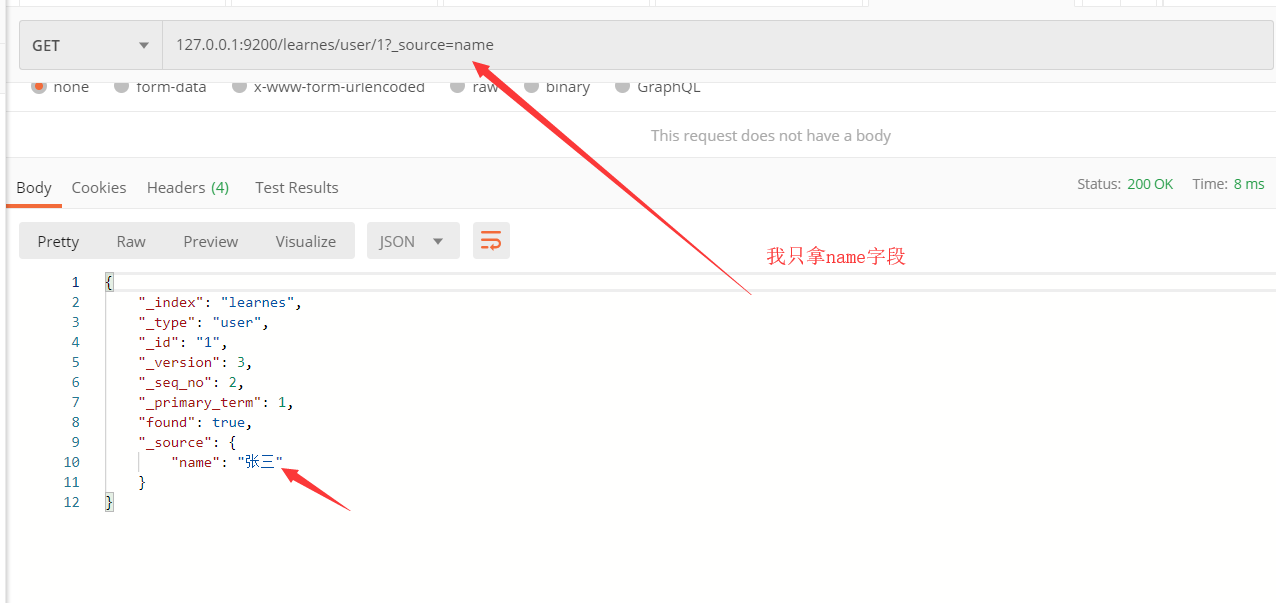 GET 127.0.0.1:9200/learnes/user/1?_source=name
none form-data x-www-form-urlencoded raw binary GraphQL
This request does not have a body
Body Cookies Headers (4) Test Results Status: 200 OK Time: 8 ms
Pretty Raw Preview Visualize JSON
我只拿name字段
1 {
2 "_index": "learnes",
3 "_type": "user",
4 "_id": "1",
5 "_version": 3,
6 "_seq_no": 2,
7 "_primary_term": 1,
8 "found": true,
9 "_source": {
10 "name": "张三"
11 }
12 }